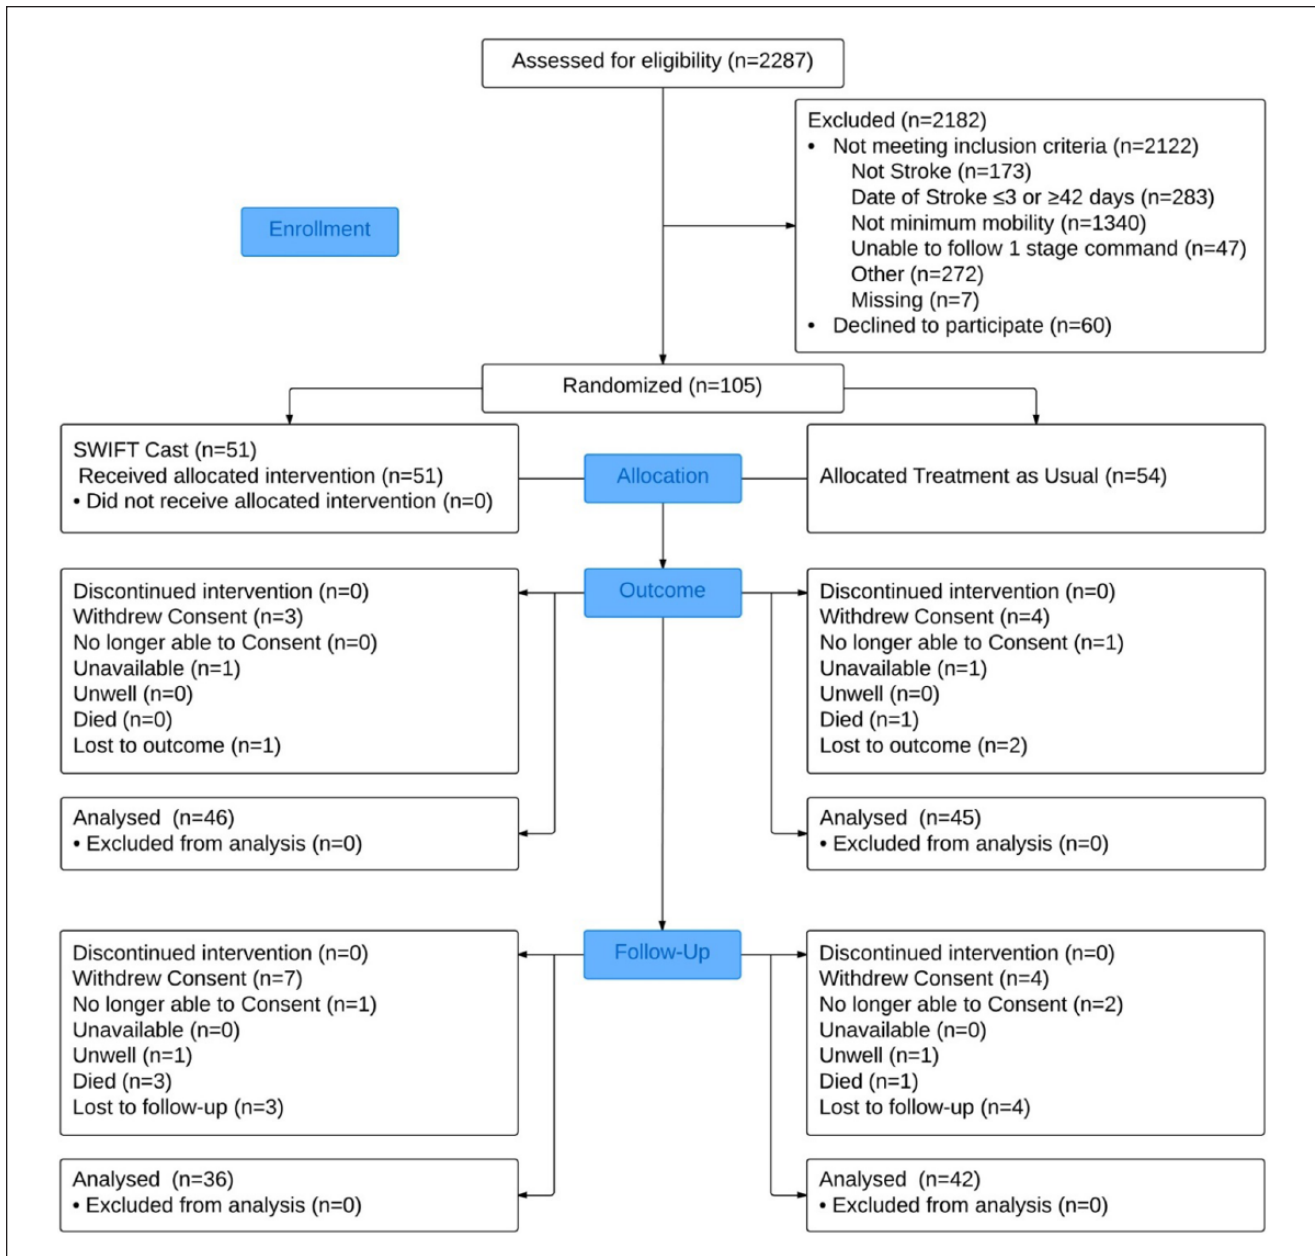 Assessed for eligibility (n=2287)
Excluded (n=2182)
• Not meeting inclusion criteria (n=2122)
Not Stroke (n=173)
Date of Stroke ≤3 or ≥42 days (n=283)
Not minimum mobility (n=1340)
Unable to follow 1 stage command (n=47)
Other (n=272)
Missing (n=7)
• Declined to participate (n=60)
Enrollment
Randomized (n=105)
SWIFT Cast (n=51)
Received allocated intervention (n=51)
• Did not receive allocated intervention (n=0)
Allocation
Allocated Treatment as Usual (n=54)
Outcome
Discontinued intervention (n=0)
Withdrew Consent (n=3)
No longer able to Consent (n=0)
Unavailable (n=1)
Unwell (n=0)
Died (n=0)
Lost to outcome (n=1)
Discontinued intervention (n=0)
Withdrew Consent (n=4)
No longer able to Consent (n=1)
Unavailable (n=1)
Unwell (n=0)
Died (n=1)
Lost to outcome (n=2)
Analysed (n=46)
• Excluded from analysis (n=0)
Analysed (n=45)
• Excluded from analysis (n=0)
Follow-Up
Discontinued intervention (n=0)
Withdrew Consent (n=7)
No longer able to Consent (n=1)
Unavailable (n=0)
Unwell (n=1)
Died (n=3)
Lost to follow-up (n=3)
Discontinued intervention (n=0)
Withdrew Consent (n=4)
No longer able to Consent (n=2)
Unavailable (n=0)
Unwell (n=1)
Died (n=1)
Lost to follow-up (n=4)
Analysed (n=36)
• Excluded from analysis (n=0)
Analysed (n=42)
• Excluded from analysis (n=0)